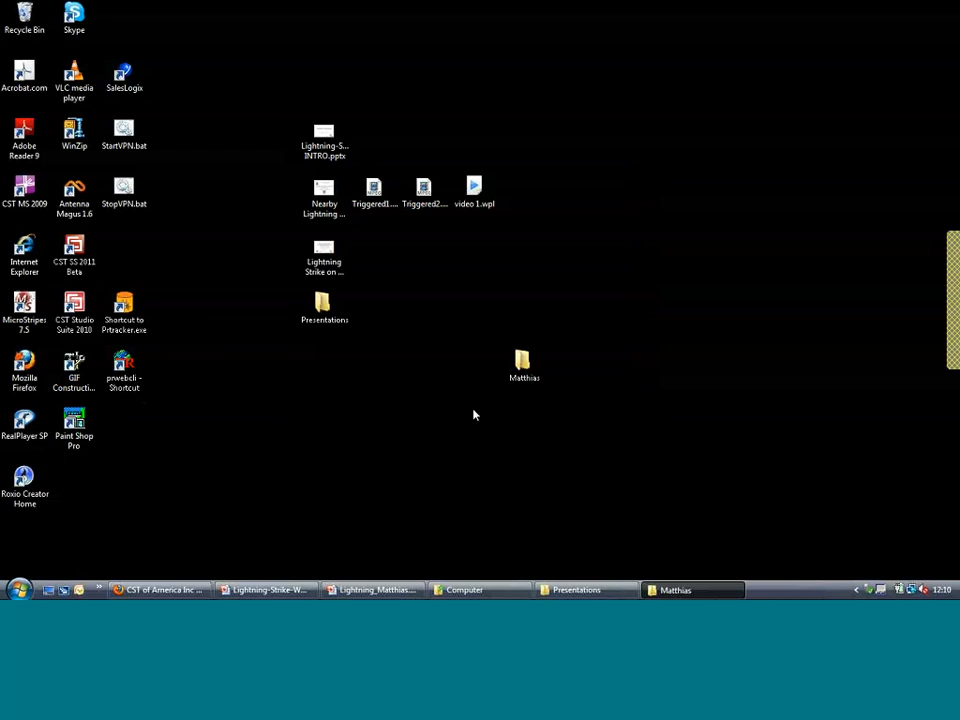 Recycle Bin
Skype
Acrobat.com
VLC media
player
SalesLogix
Adobe
Reader 9
WinZip
StartVPN.bat
Lightning-S...
INTRO.pptx
CST MS 2009
Antenna
Magus 1.6
StopVPN.bat
Nearby
Lightning ...
Triggered1....
Triggered2....
video 1.wpl
Internet
Explorer
CST SS 2011
Beta
Lightning
Strike on ...
MicroStripes
7.5
CST Studio
Suite 2010
Shortcut to
Prtracker.exe
Presentations
Mozilla
Firefox
GIF
Constructi...
prwebcli -
Shortcut
Matthias
RealPlayer SP
Paint Shop
Pro
Roxio Creator
Home
CST of America Inc ...
Lightning-Strike-W...
Lightning_Matthias....
Computer
Presentations
Matthias
12:10